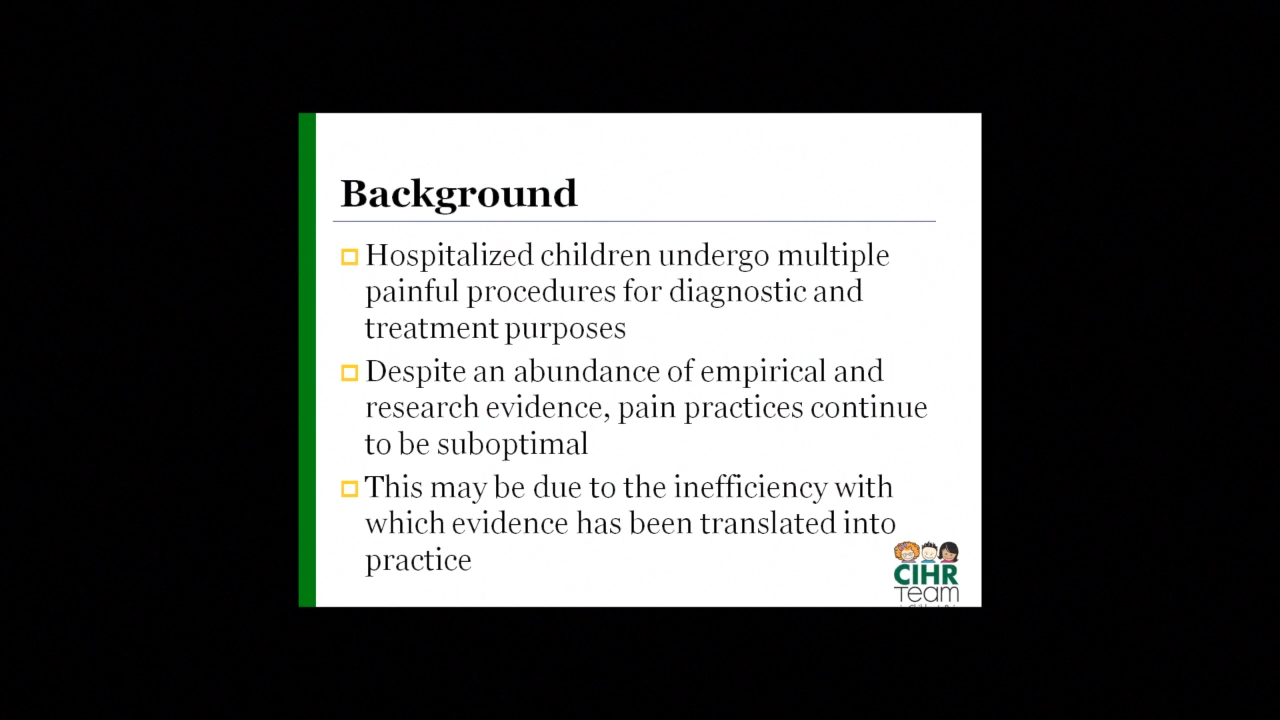 Background
Hospitalized children undergo multiple
painful procedures for diagnostic and
treatment purposes
Despite an abundance of empirical and
research evidence, pain practices continue
to be suboptimal
This may be due to the inefficiency with
which evidence has been translated into
practice
CIHR
Team